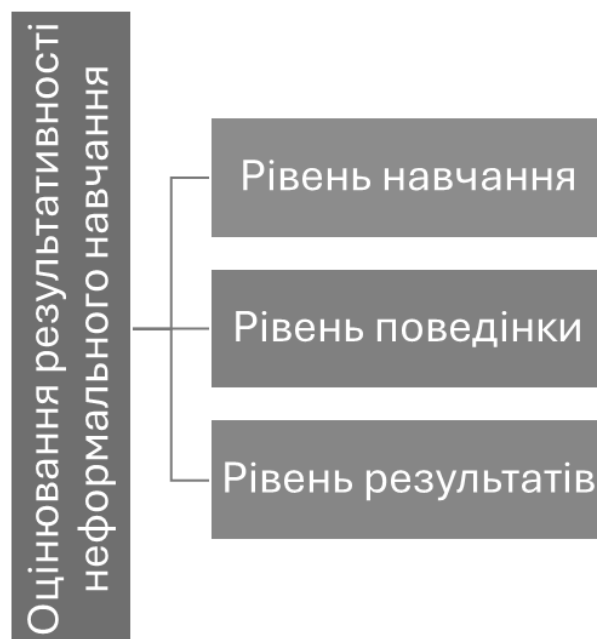 Оцінювання результативності
неформального навчання
Рівень навчання
Рівень поведінки
Рівень результатів